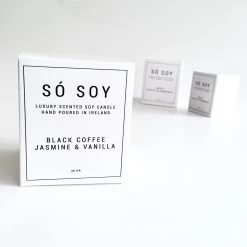 SÓ SOY
LUXURY SCENTED SOY CANDLE
HAND POURED IN IRELAND
BLACK COFFEE
JASMINE & VANILLA
SÓ SOY
SÓ SOY